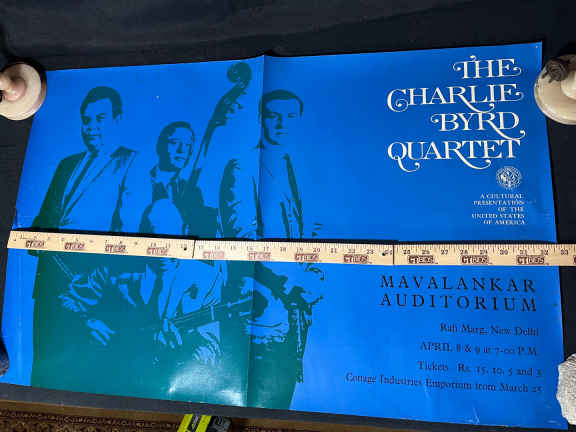 THE
CHARLIE
BYRD
QUARTET
A CULTURAL
PRESENTATION
OF THE
UNITED STATES
OF AMERICA
MAVALANKAR
AUDITORIUM
Rafi Marg, New Delhi
APRIL 8 & 9 at 7-00 P.M.
Tickets Rs. 15, 10, 5 and 3
Cottage Industries Emporium from March 25